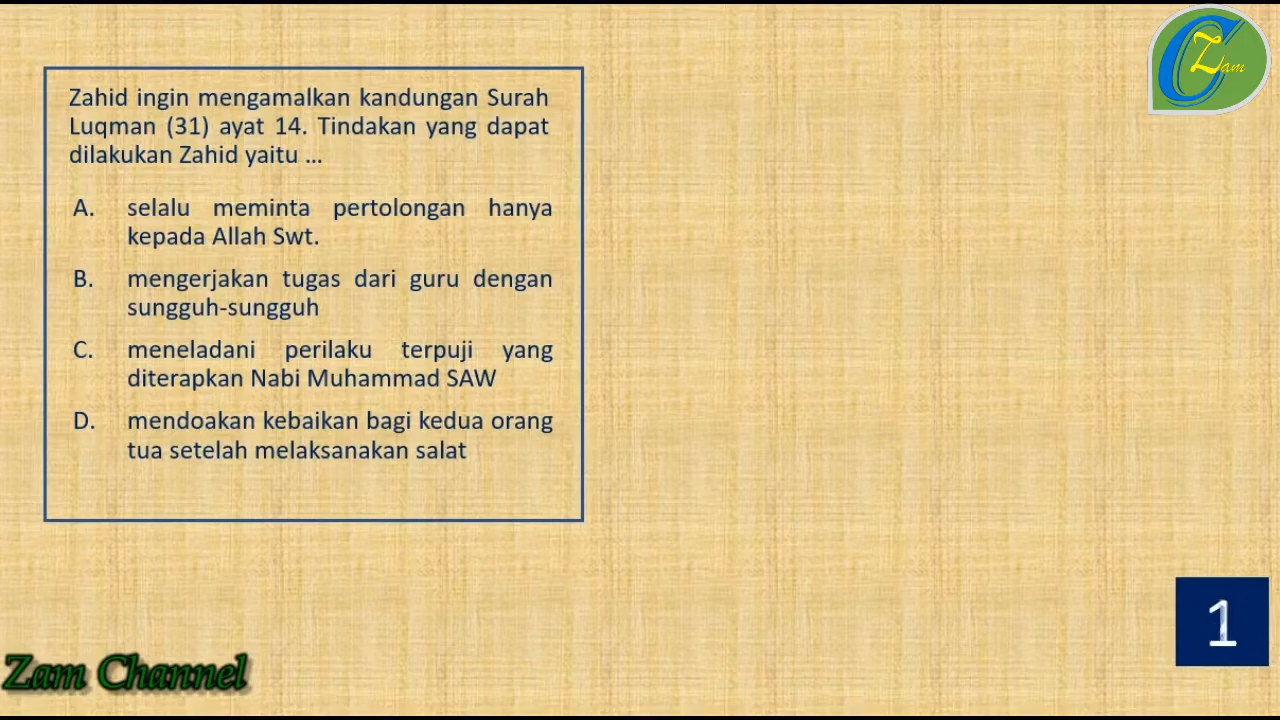 Zam
Zahid ingin mengamalkan kandungan Surah
Luqman (31) ayat 14. Tindakan yang dapat
dilakukan Zahid yaitu ...
A. selalu meminta pertolongan hanya
kepada Allah Swt.
B. mengerjakan tugas dari guru dengan
sungguh-sungguh
C. meneladani perilaku terpuji yang
diterapkan Nabi Muhammad SAW
D. mendoakan kebaikan bagi kedua orang
tua setelah melaksanakan salat
1
Zam Channel